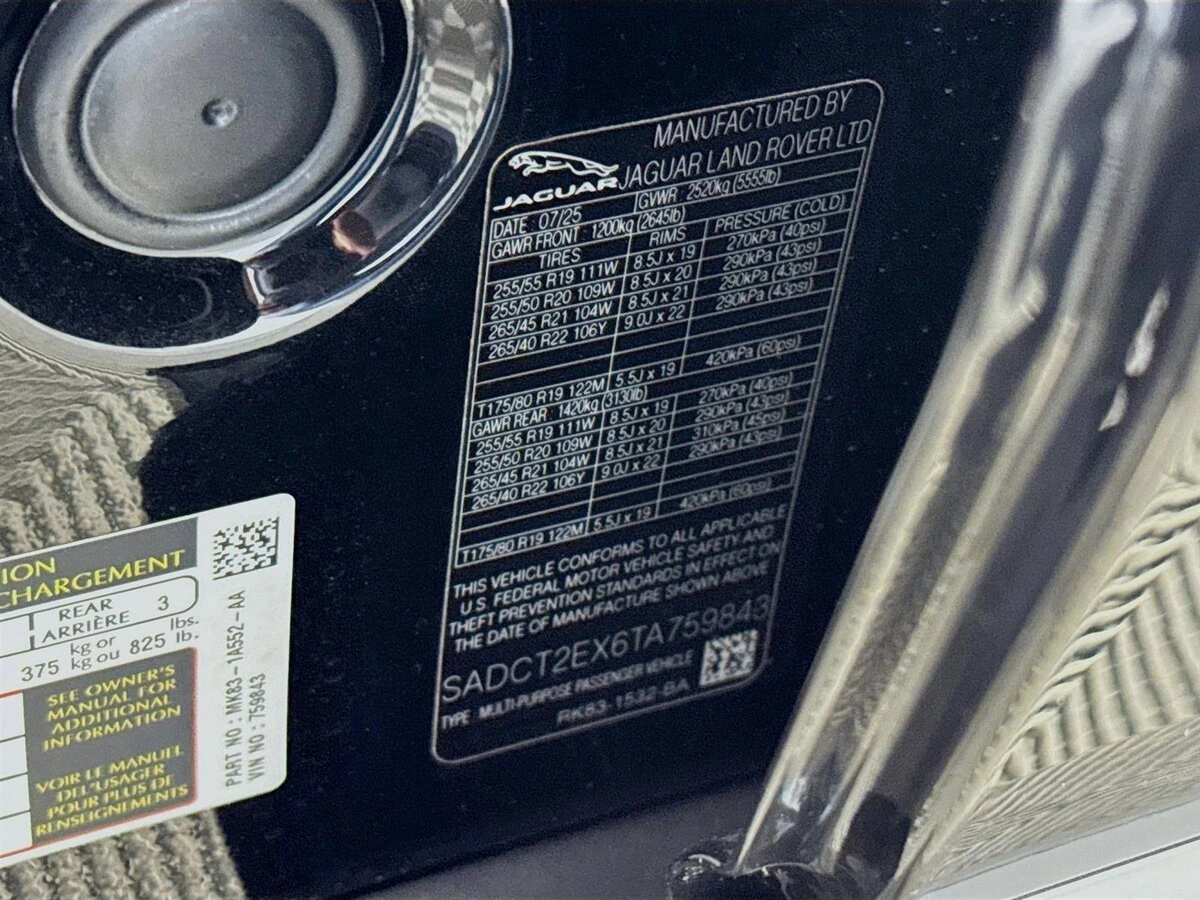 JAGUAR
MANUFACTURED BY
JAGUAR LAND ROVER LTD
DATE 07/25 GVWR 2520kg (5555lb)
GAWR FRONT 1200kg (2645lb)
TIRES RIMS PRESSURE (COLD)
255/55 R19 111W 8.5J x 19 270kPa (40psi)
255/50 R20 109W 8.5J x 20 290kPa (43psi)
265/45 R21 104W 8.5J x 21 290kPa (43psi)
265/40 R22 106Y 9.0J x 22 290kPa (43psi)
T175/80 R19 122M 5.5J x 19 420kPa (60psi)
GAWR REAR 1420kg (3130lb)
255/55 R19 111W 8.5J x 19 270kPa (40psi)
255/50 R20 109W 8.5J x 20 290kPa (43psi)
265/45 R21 104W 8.5J x 21 310kPa (45psi)
265/40 R22 106Y 9.0J x 22 290kPa (43psi)
T175/80 R19 122M 5.5J x 19 420kPa (60psi)
THIS VEHICLE CONFORMS TO ALL APPLICABLE
U.S. FEDERAL MOTOR VEHICLE SAFETY AND
THEFT PREVENTION STANDARDS IN EFFECT ON
THE DATE OF MANUFACTURE SHOWN ABOVE
SADCT2EX6TA759843
TYPE MULTI-PURPOSE PASSENGER VEHICLE
RK83-1532-BA
ION
CHARGEMENT
REAR
ARRIÈRE 3
375 kg or 825 lbs.
kg ou lb.
SEE OWNER'S
MANUAL FOR
ADDITIONAL
INFORMATION
VOIR LE MANUEL
DEL'USAGER
POUR PLUS DE
RENSLIGNEMENTS
PART NO : MK83-1A552-AA
VIN NO : 759843